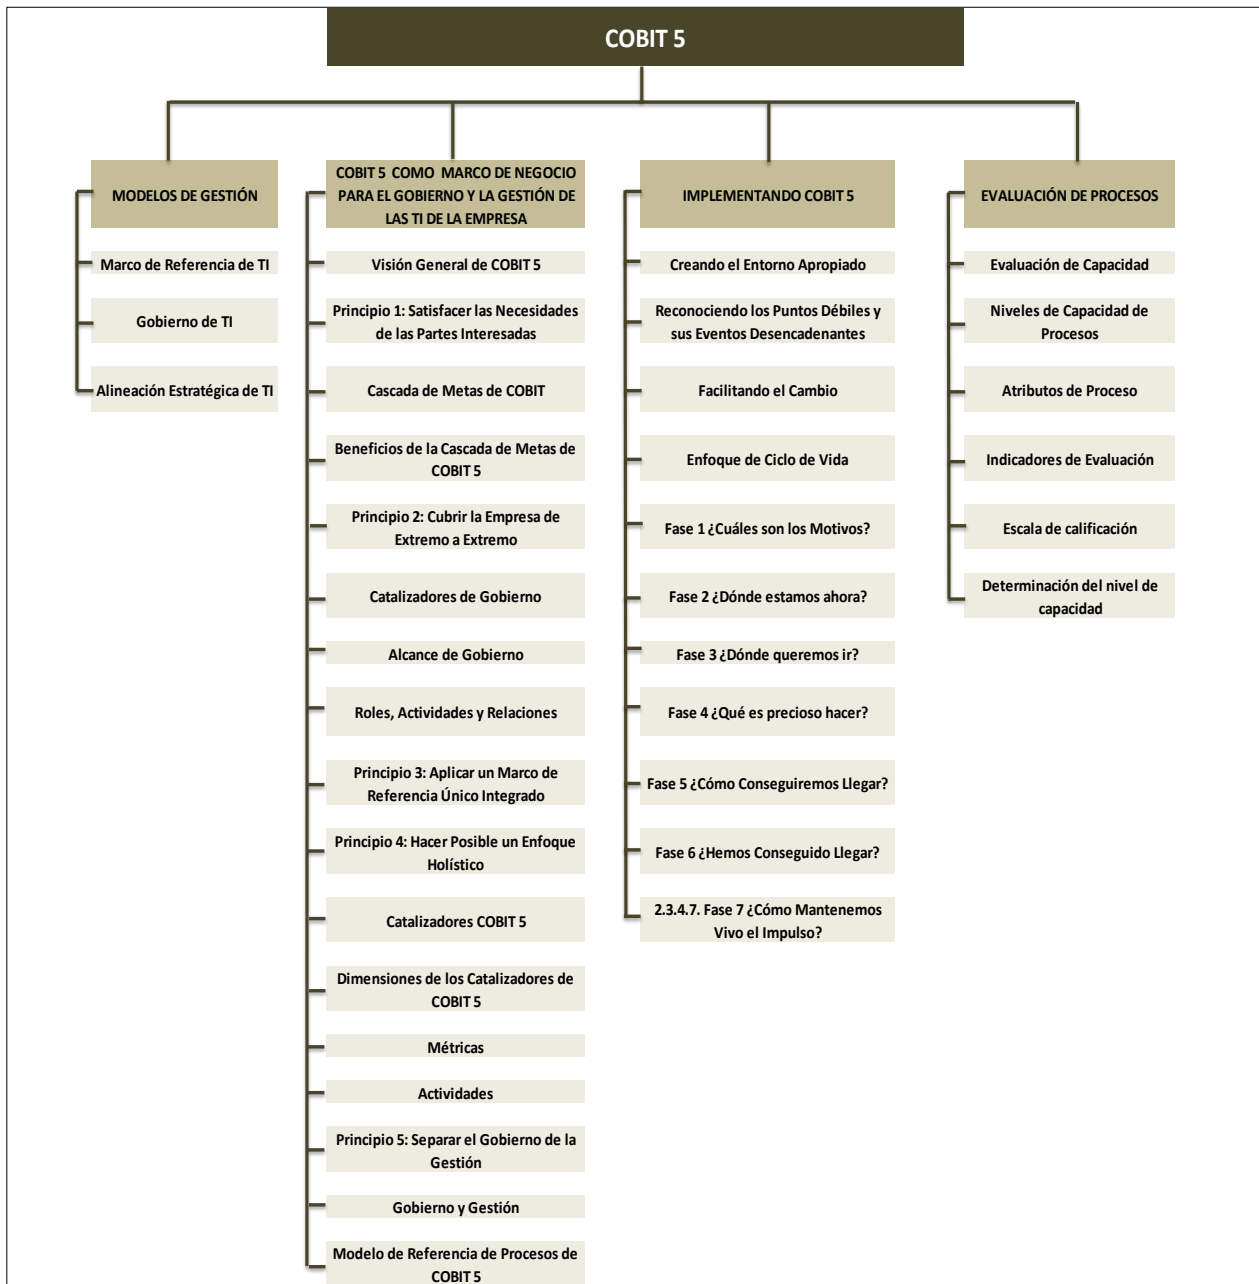 COBIT 5
MODELOS DE GESTIÓN
Marco de Referencia de TI
Gobierno de TI
Alineación Estratégica de TI
COBIT 5 COMO MARCO DE NEGOCIO
PARA EL GOBIERNO Y LA GESTIÓN DE
LAS TI DE LA EMPRESA
Visión General de COBIT 5
Principio 1: Satisfacer las Necesidades
de las Partes Interesadas
Cascada de Metas de COBIT
Beneficios de la Cascada de Metas de
COBIT 5
Principio 2: Cubrir la Empresa de
Extremo a Extremo
Catalizadores de Gobierno
Alcance de Gobierno
Roles, Actividades y Relaciones
Principio 3: Aplicar un Marco de
Referencia Único Integrado
Principio 4: Hacer Posible un Enfoque
Holístico
Catalizadores COBIT 5
Dimensiones de los Catalizadores de
COBIT 5
Métricas
Actividades
Principio 5: Separar el Gobierno de la
Gestión
Gobierno y Gestión
Modelo de Referencia de Procesos de
COBIT 5
IMPLEMENTANDO COBIT 5
Creando el Entorno Apropiado
Reconociendo los Puntos Débiles y
sus Eventos Desencadenantes
Facilitando el Cambio
Enfoque de Ciclo de Vida
Fase 1 ¿Cuáles son los Motivos?
Fase 2 ¿Dónde estamos ahora?
Fase 3 ¿Dónde queremos ir?
Fase 4 ¿Qué es precioso hacer?
Fase 5 ¿Cómo Conseguiremos Llegar?
Fase 6 ¿Hemos Conseguido Llegar?
2.3.4.7. Fase 7 ¿Cómo Mantenemos
Vivo el Impulso?
EVALUACIÓN DE PROCESOS
Evaluación de Capacidad
Niveles de Capacidad de
Procesos
Atributos de Proceso
Indicadores de Evaluación
Escala de calificación
Determinación del nivel de
capacidad